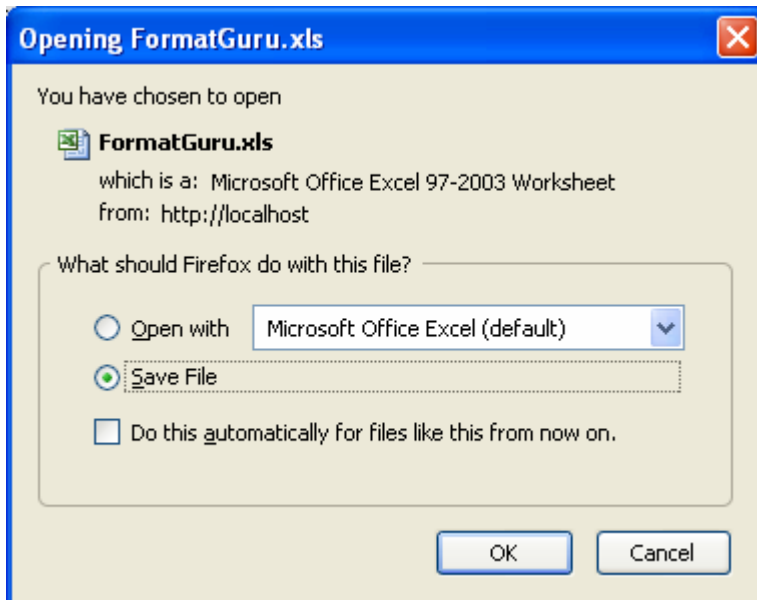 Opening FormatGuru.xls
You have chosen to open
FormatGuru.xls
which is a: Microsoft Office Excel 97-2003 Worksheet
from: http://localhost
What should Firefox do with this file?
Open with Microsoft Office Excel (default)
Save File
Do this automatically for files like this from now on.
OK Cancel